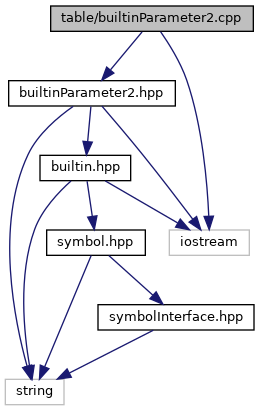 table/builtinParameter2.cpp
builtinParameter2.hpp
builtin.hpp
symbol.hpp
iostream
symbolInterface.hpp
string